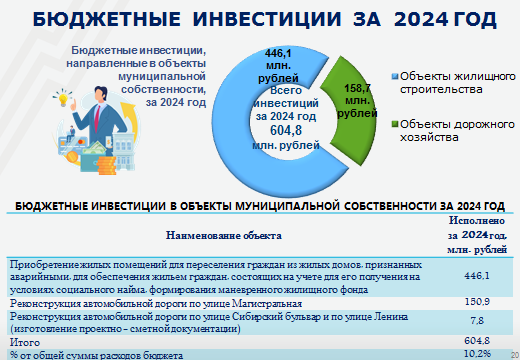 БЮДЖЕТНЫЕ ИНВЕСТИЦИИ ЗА 2024 ГОД
Бюджетные инвестиции,
направленные в объекты
муниципальной
собственности,
за 2024 год
446,1
млн.
рублей
Всего
инвестиций
за 2024 год
604,8
млн. рублей
158,7
млн.
рублей
Объекты жилищного
строительства
Объекты дорожного
хозяйства
БЮДЖЕТНЫЕ ИНВЕСТИЦИИ В ОБЪЕКТЫ МУНИЦИПАЛЬНОЙ СОБСТВЕННОСТИ ЗА 2024 ГОД
Наименование объекта
Исполнено
за 2024 год,
млн. рублей
Приобретение жилых помещений для переселения граждан из жилых домов, признанных
аварийными, для обеспечения жильем граждан, состоящих на учете для его получения на
условиях социального найма, формирования маневренного жилищного фонда
446,1
Реконструкция автомобильной дороги по улице Магистральная
150,9
Реконструкция автомобильной дороги по улице Сибирский бульвар и по улице Ленина
(изготовление проектно – сметной документации)
7,8
Итого
604,8
% от общей суммы расходов бюджета
10,2%
20